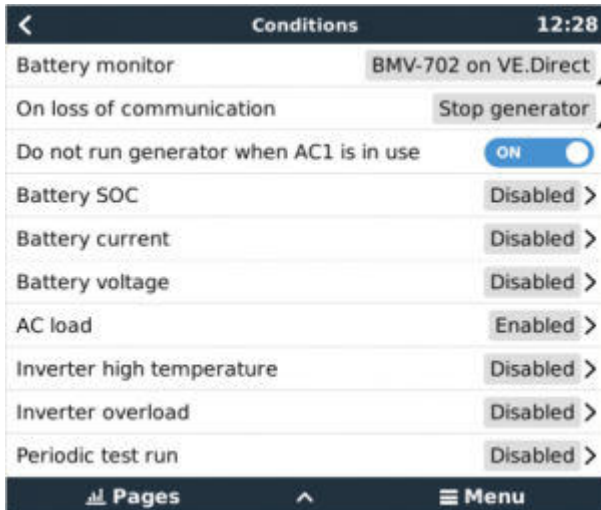 Conditions 12:28
Battery monitor BMV-702 on VE.Direct
On loss of communication Stop generator
Do not run generator when AC1 is in use ON
Battery SOC Disabled
Battery current Disabled
Battery voltage Disabled
AC load Enabled
Inverter high temperature Disabled
Inverter overload Disabled
Periodic test run Disabled
Pages Menu